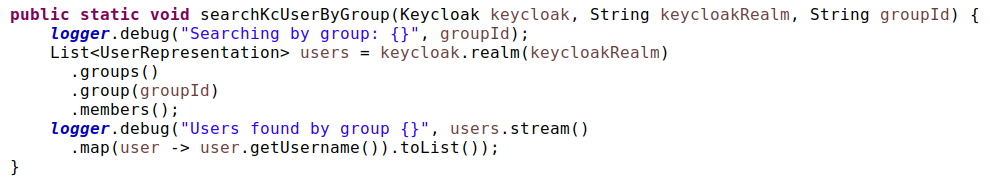 public static void searchKcUserByGroup(Keycloak keycloak, String keycloakRealm, String groupId) {
    logger.debug("Searching by group: {}", groupId);
    List<UserRepresentation> users = keycloak.realm(keycloakRealm)
      .groups()
      .group(groupId)
      .members();
    logger.debug("Users found by group {}", users.stream()
      .map(user -> user.getUsername()).toList());
}